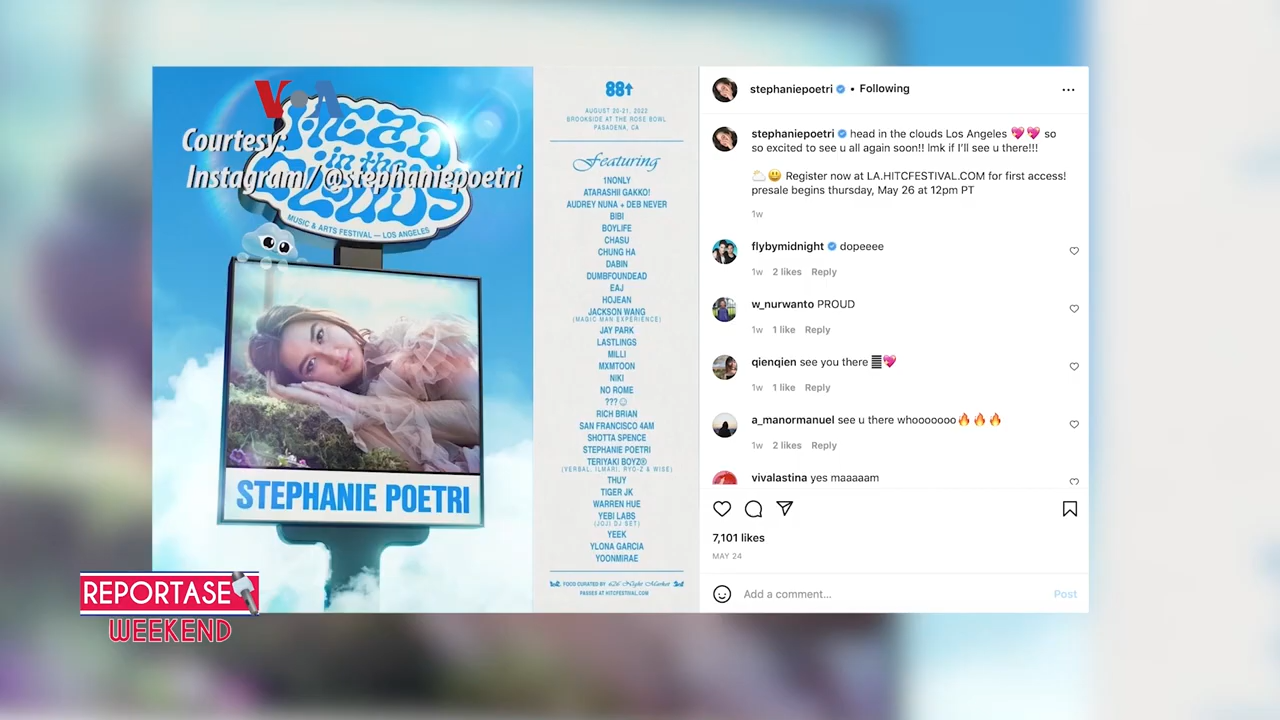 VOA
Courtesy:
Instagram/@stephaniepoetri
HEAD
in the
CLOUDS
MUSIC & ARTS FESTIVAL — LOS ANGELES
STEPHANIE POETRI
88↑
AUGUST 20-21, 2022
BROOKSIDE AT THE ROSE BOWL
PASADENA, CA
Featuring
1NONLY
ATARASHII GAKKO!
AUDREY NUNA + DEB NEVER
BIBI
BOYLIFE
CHASU
CHUNG HA
DABIN
DUMBFOUNDEAD
EAJ
HOJEAN
JACKSON WANG
(MAGIC MAN EXPERIENCE)
JAY PARK
LASTLINGS
MILLI
MXMTOON
NIKI
NO ROME
???☺
RICH BRIAN
SAN FRANCISCO 4AM
SHOTTA SPENCE
STEPHANIE POETRI
TERIYAKI BOYZ®
(VERBAL, ILMARI, RYO-Z & WISE)
THUY
TIGER JK
WARREN HUE
YEBI LABS
(JOJI DJ SET)
YEEK
YLONA GARCIA
YOONMIRAE
FOOD CURATED BY 626 Night Market
PASSES AT HITCFESTIVAL.COM
stephaniepoetri • Following
stephaniepoetri head in the clouds Los Angeles 💖💖 so
so excited to see u all again soon!! lmk if I'll see u there!!!
⛅😃 Register now at LA.HITCFESTIVAL.COM for first access!
presale begins thursday, May 26 at 12pm PT
1w
flybymidnight dopeeee
1w 2 likes Reply
w_nurwanto PROUD
1w 1 like Reply
qienqien see you there 💖
1w 1 like Reply
a_manormanuel see u there whooooooo🔥🔥🔥
1w 2 likes Reply
vivalastina yes maaaaam
7,101 likes
MAY 24
Add a comment...
Post
REPORTASE
WEEKEND